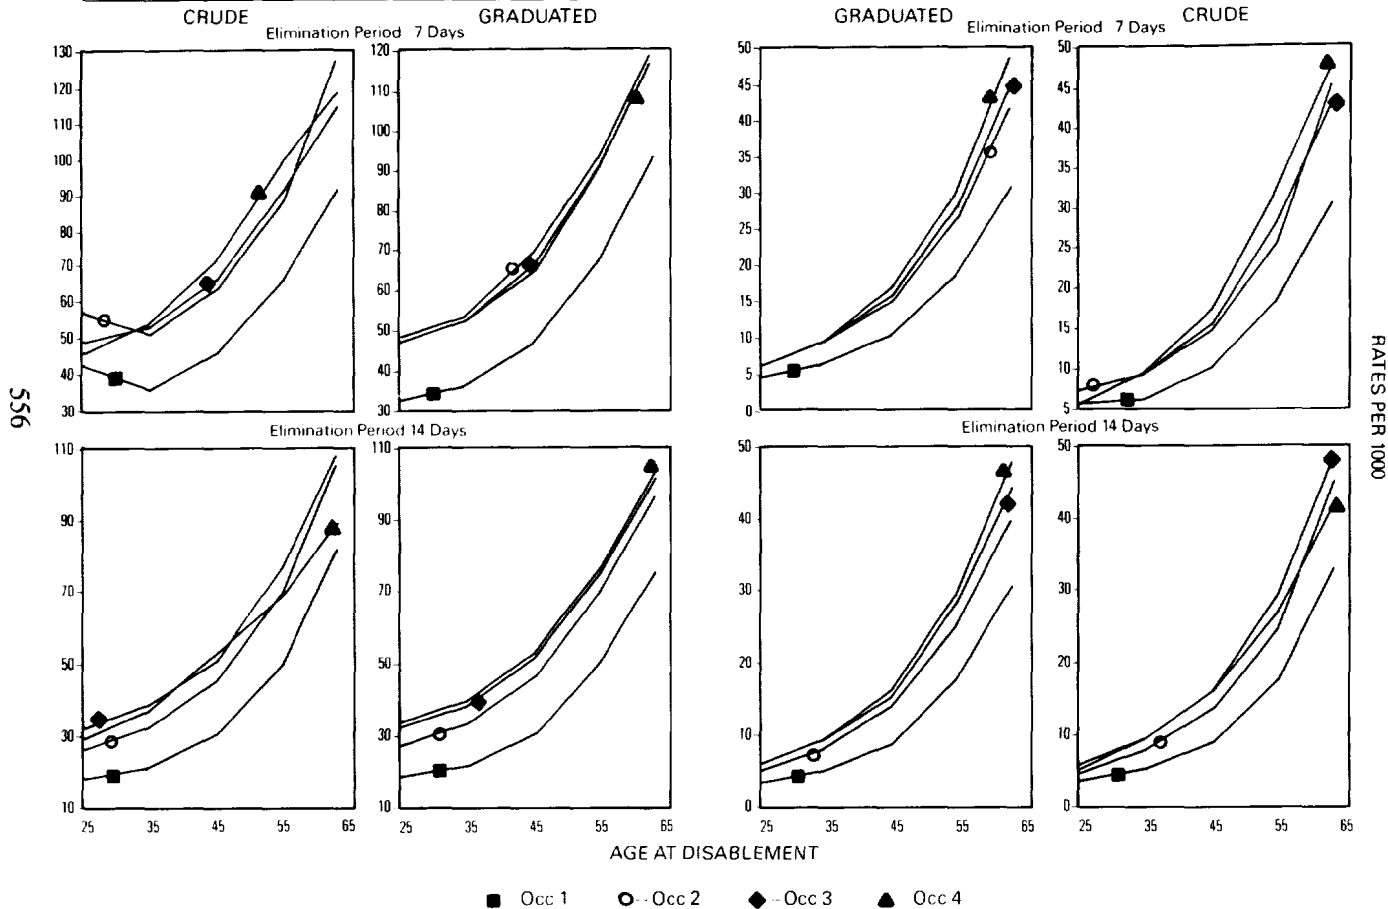 CRUDE GRADUATED GRADUATED CRUDE
Elimination Period 7 Days Elimination Period 7 Days
130 120 50 50
120 110 45 45
110 100 40 40
100 90 35 35
90 80 30 30
80 70 25 25
70 60 20 20
60 50 15 15
50 40 10 10
40 30 5 5
30 0
Elimination Period 14 Days Elimination Period 14 Days
110 110 50 50
90 90 40 40
70 70 30 30
50 50 20 20
30 30 10 10
10 10 0 0
25 35 45 55 65 25 35 45 55 65 25 35 45 55 65 25 35 45 55 65
AGE AT DISABLEMENT
Occ 1 Occ 2 Occ 3 Occ 4
RATES PER 1000
556